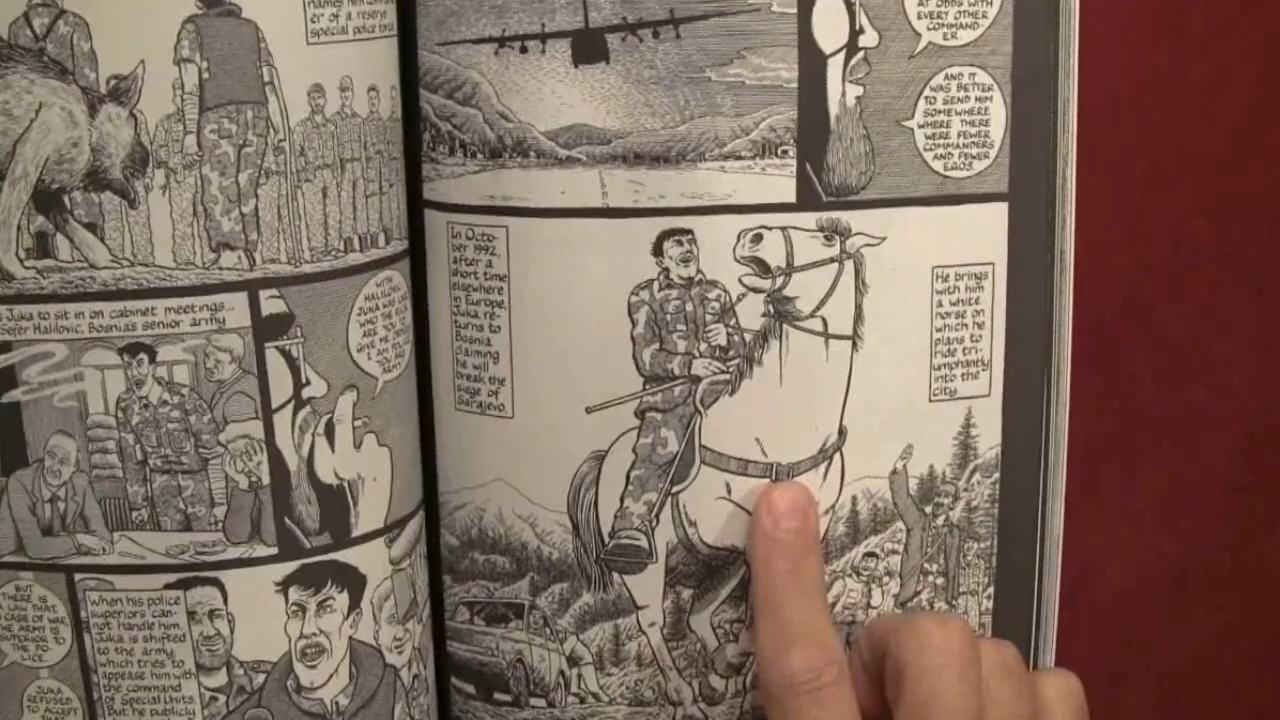 names him command-
er of a reserve
special police force.
s Juka to sit in on cabinet meetings...
Sefer Halilovic, Bosnia's senior army
WITH
HALILOVIC
JUKA WAS LIKE,
ARE YOU TO
GIVE ME
I AM POLICE
YOU ARE
ARMY
BUT
THERE IS
A LAW THAT
CASE OF WAR
THE ARMY IS
SUPERIOR TO
THE PO-
LICE.
JUKA
REFUSED
TO ACCEPT
When his police
superiors can-
not handle him,
Juka is shifted
to the army,
which tries to
appease him with
the command
of Special Units.
But he publicly
AT ODDS WITH
EVERY OTHER
COMMAND-
ER.
AND IT
WAS BETTER
TO SEND HIM
SOMEWHERE
WHERE THERE
WERE FEWER
COMMANDERS
AND FEWER
EGOS.
In Octo-
ber 1992,
after a
short time
elsewhere
in Europe,
Juka re-
turns to
Bosnia
claiming
he will
break the
siege of
Sarajevo.
He brings
with him
a white
horse on
which he
plans to
ride tri-
umphantly
into the
city.